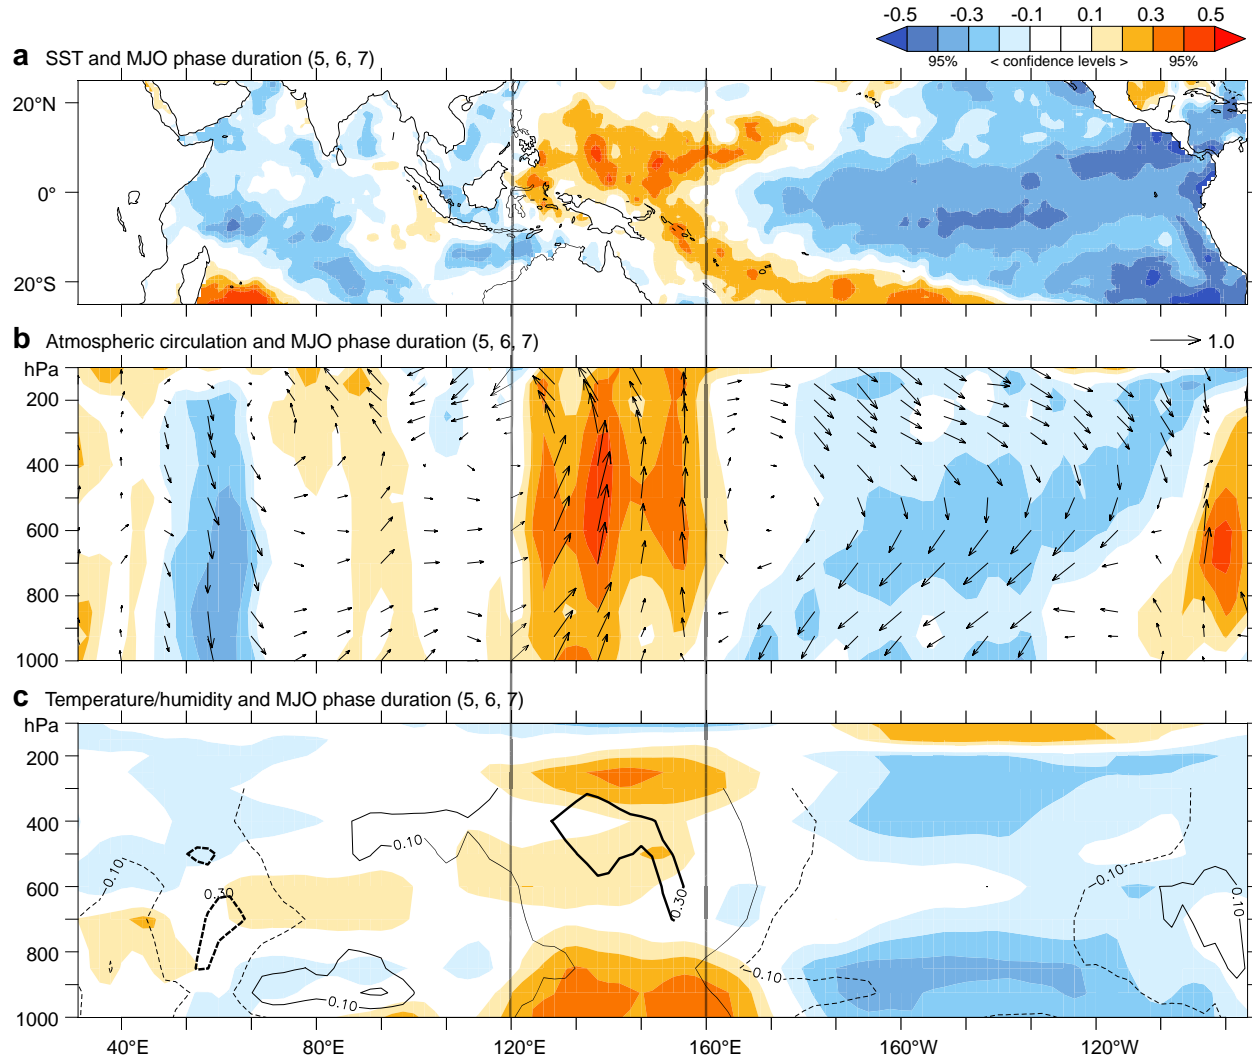 -0.5 -0.3 -0.1 0.1 0.3 0.5
95% < confidence levels > 95%
a SST and MJO phase duration (5, 6, 7)
20°N
0°
20°S
b Atmospheric circulation and MJO phase duration (5, 6, 7)
1.0
hPa
200
400
600
800
1000
c Temperature/humidity and MJO phase duration (5, 6, 7)
hPa
200
400
600
800
1000
0.10
-0.10
0.30
0.30
-0.10
0.10
0.10
-0.10
40°E 80°E 120°E 160°E 160°W 120°W